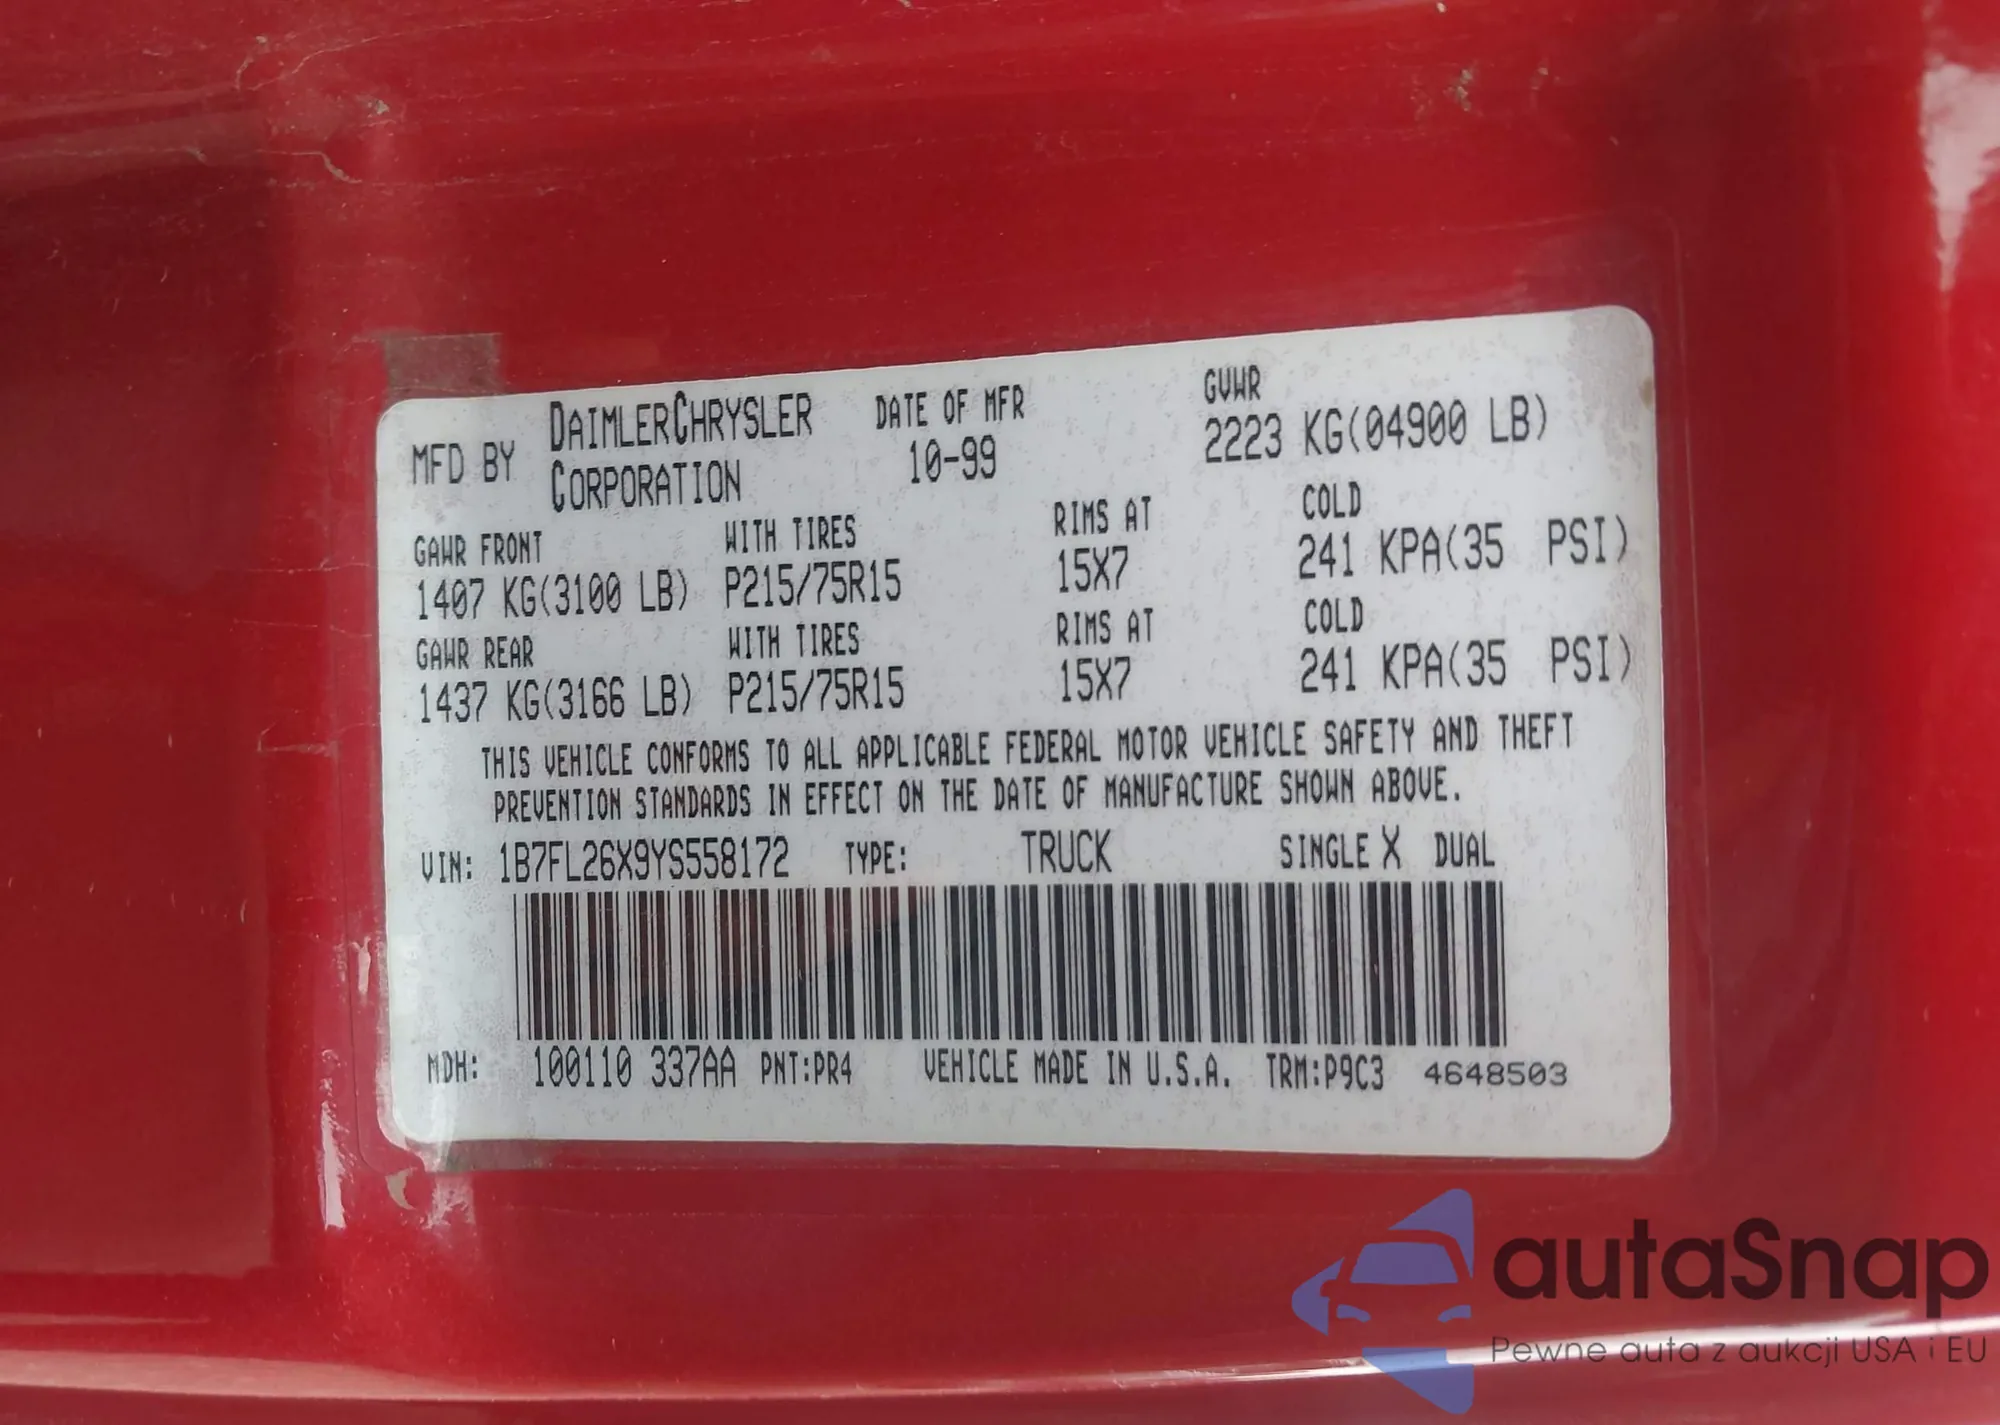 MFD BY DAIMLERCHRYSLER CORPORATION DATE OF MFR 10-99 GVWR 2223 KG(04900 LB)
GAWR FRONT WITH TIRES RIMS AT COLD
1407 KG(3100 LB) P215/75R15 15X7 241 KPA(35 PSI)
GAWR REAR WITH TIRES RIMS AT COLD
1437 KG(3166 LB) P215/75R15 15X7 241 KPA(35 PSI)
THIS VEHICLE CONFORMS TO ALL APPLICABLE FEDERAL MOTOR VEHICLE SAFETY AND THEFT
PREVENTION STANDARDS IN EFFECT ON THE DATE OF MANUFACTURE SHOWN ABOVE.
VIN: 1B7FL26X9YS558172 TYPE: TRUCK SINGLE X DUAL
MDH: 100110 337AA PNT:PR4 VEHICLE MADE IN U.S.A. TRM:P9C3 4648503
autaSnap
Pewne auta z aukcji USA i EU